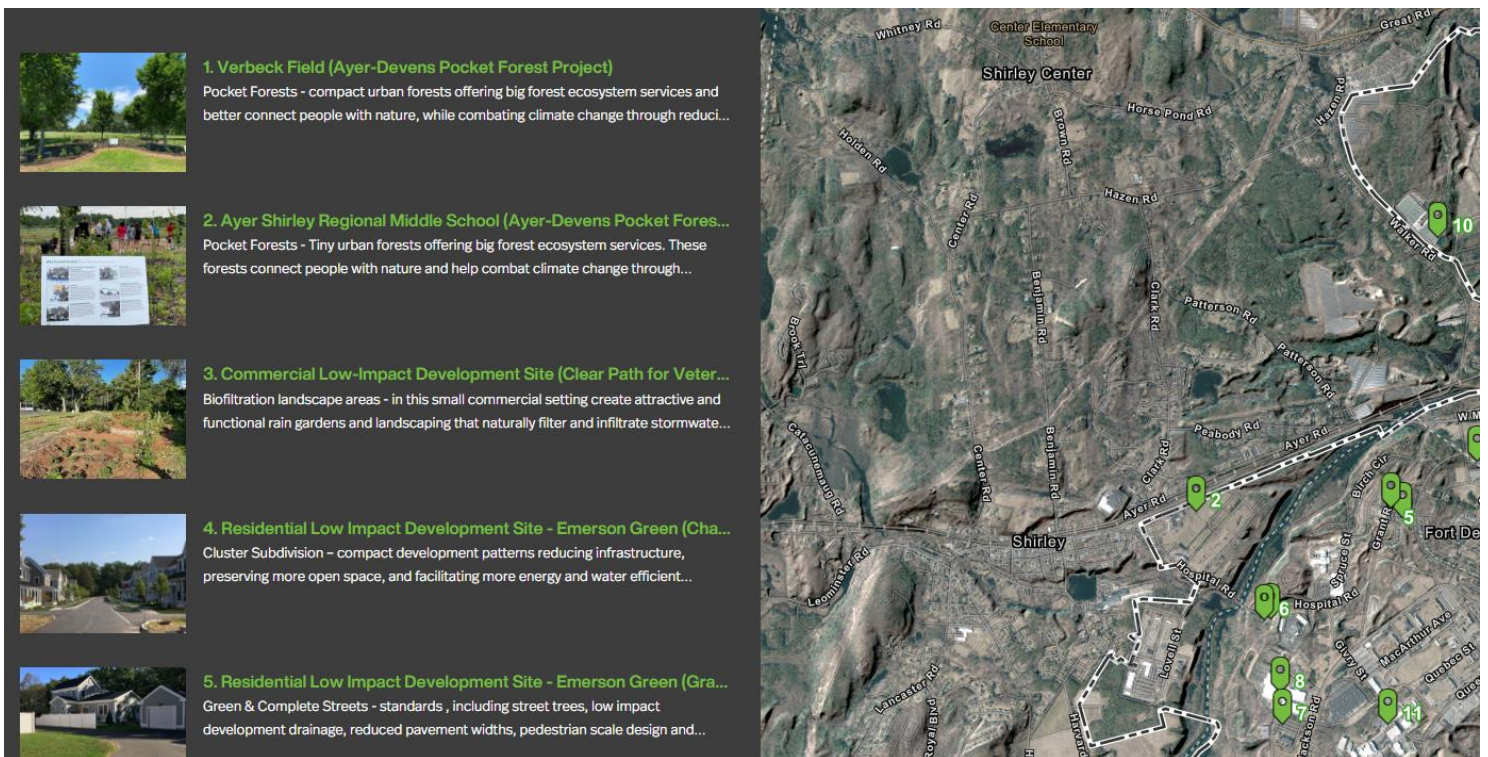 1. Verbeck Field (Ayer-Devens Pocket Forest Project)
Pocket Forests - compact urban forests offering big forest ecosystem services and
better connect people with nature, while combating climate change through reduci...
2. Ayer Shirley Regional Middle School (Ayer-Devens Pocket Fores...
Pocket Forests - Tiny urban forests offering big forest ecosystem services. These
forests connect people with nature and help combat climate change through...
3. Commercial Low-Impact Development Site (Clear Path for Veter...
Biofiltration landscape areas - in this small commercial setting create attractive and
functional rain gardens and landscaping that naturally filter and infiltrate stormwate...
4. Residential Low Impact Development Site - Emerson Green (Cha...
Cluster Subdivision – compact development patterns reducing infrastructure,
preserving more open space, and facilitating more energy and water efficient...
5. Residential Low Impact Development Site - Emerson Green (Gra...
Green & Complete Streets - standards , including street trees, low impact
development drainage, reduced pavement widths, pedestrian scale design and...
Whitney Rd
Center Elementary
School
Great Rd
Shirley Center
Hazen Rd
Horse Pond Rd
Brown Rd
Holden Rd
Hazen Rd
Center Rd
10
Walker Rd
Benjamin Rd
Clark Rd
Patterson Rd
Brook Trl
Patterson Rd
W M
Peabody Rd
Ayer Rd
Catacunemaug Rd
Center Rd
Benjamin Rd
Clark Rd
Birch Cir
Ayer Rd
2
Grant R
5
Fort De
Shirley
Spruce St
Hospital Rd
Leominster Rd
6
Hospital Rd
MacArthur Ave
Lovell St
Givry St
Quebec St
8
Lancaster Rd
Ques
7
11
Jackson Rd
Royal Blvd
H
Harvard